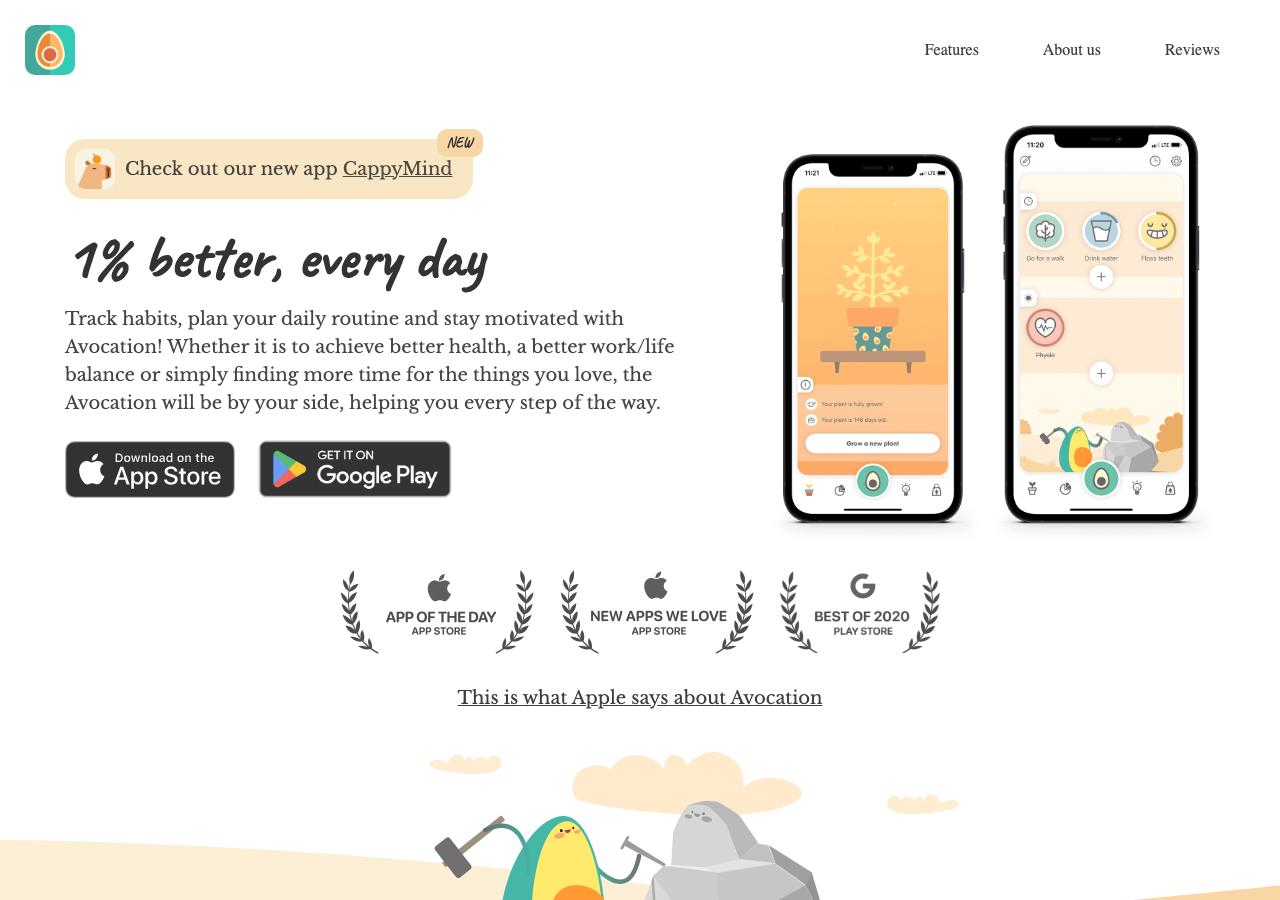 Features
About us
Reviews
NEW
Check out our new app CappyMind
1% better, every day
Track habits, plan your daily routine and stay motivated with
Avocation! Whether it is to achieve better health, a better work/life
balance or simply finding more time for the things you love, the
Avocation will be by your side, helping you every step of the way.
Download on the
App Store
GET IT ON
Google Play
11:21
LTE
Your plant is fully grown!
Your plant is 146 days old.
Grow a new plant
11:20
LTE
Go for a walk
Drink water
Floss teeth
Physio
APP OF THE DAY
APP STORE
NEW APPS WE LOVE
APP STORE
BEST OF 2020
PLAY STORE
This is what Apple says about Avocation